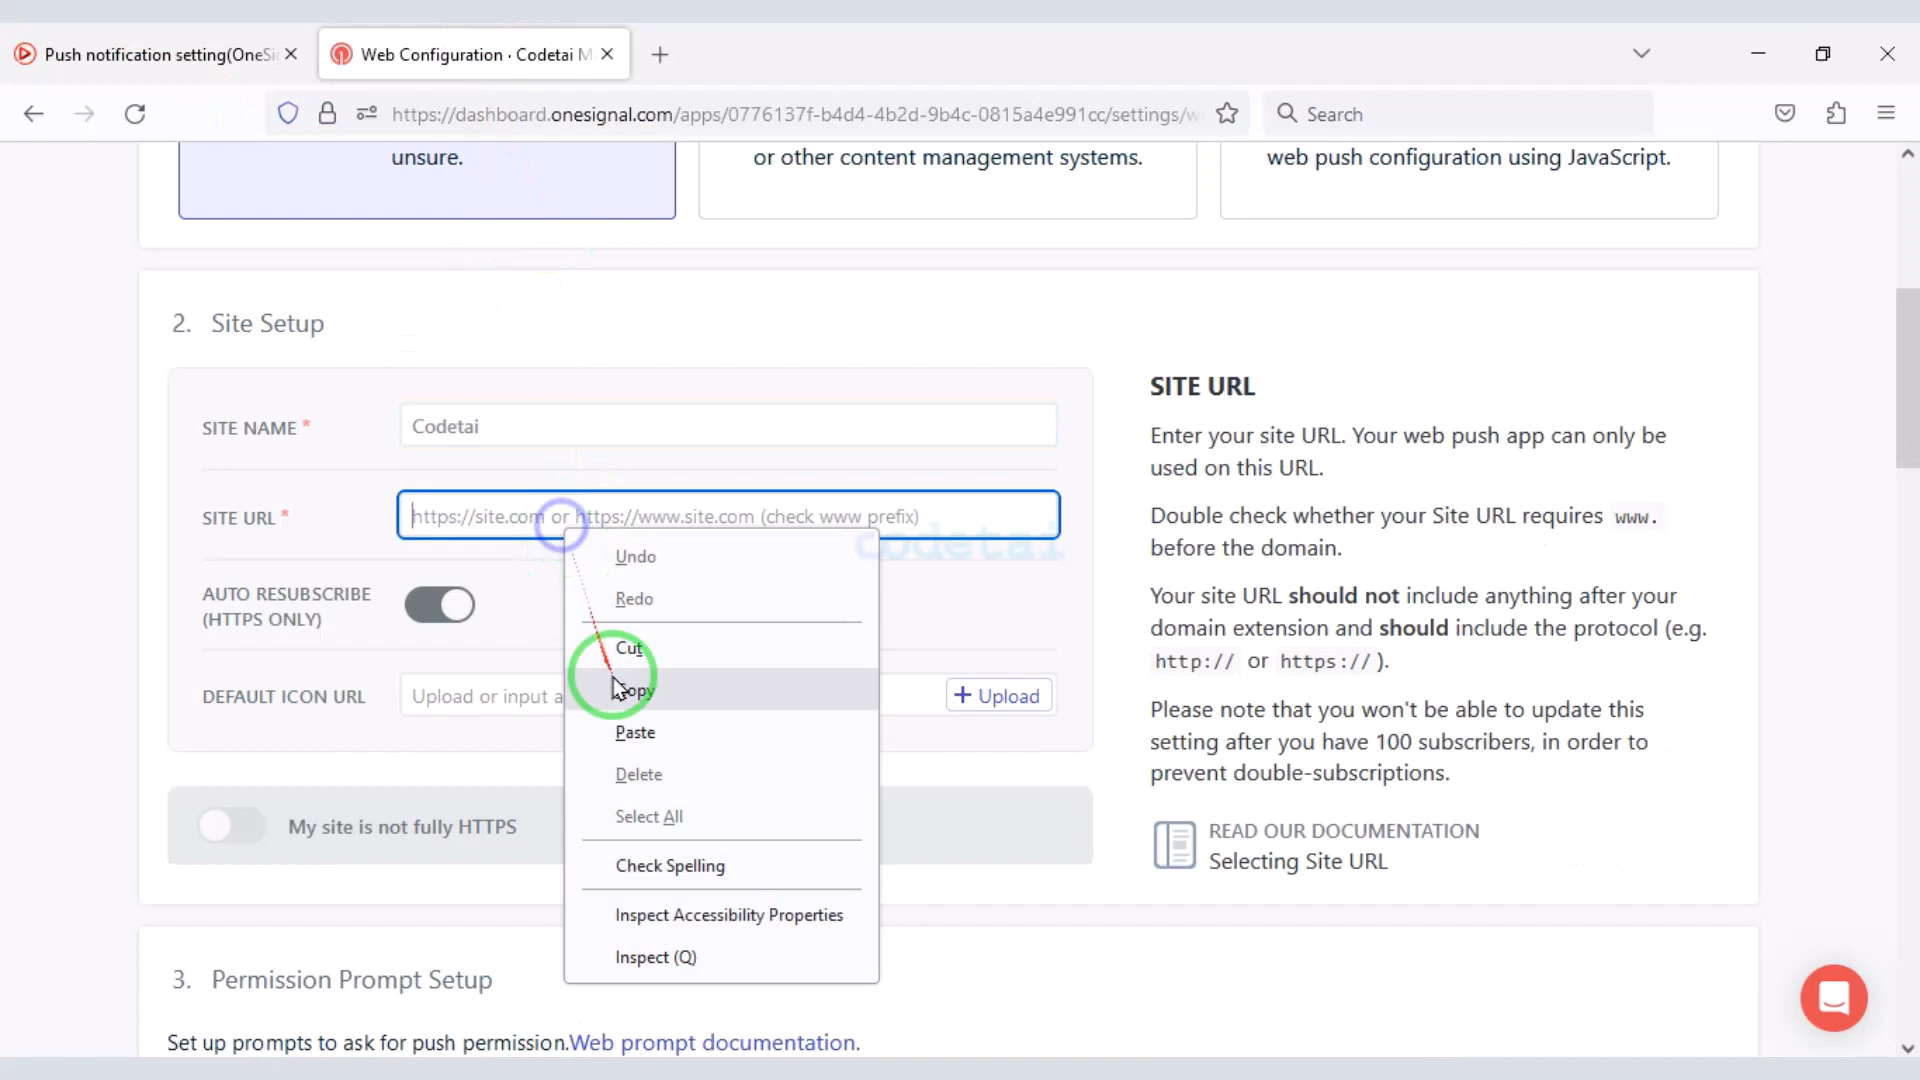 Push notification setting(OneSi
Web Configuration · Codetai M
https://dashboard.onesignal.com/apps/0776137f-b4d4-4b2d-9b4c-0815a4e991cc/settings/w
Search
unsure.
or other content management systems.
web push configuration using JavaScript.
2. Site Setup
SITE NAME *
Codetai
SITE URL *
https://site.com or https://www.site.com (check www prefix)
codetai
AUTO RESUBSCRIBE
(HTTPS ONLY)
DEFAULT ICON URL
Upload or input a
+ Upload
My site is not fully HTTPS
Undo
Redo
Cut
Copy
Paste
Delete
Select All
Check Spelling
Inspect Accessibility Properties
Inspect (Q)
SITE URL
Enter your site URL. Your web push app can only be
used on this URL.
Double check whether your Site URL requires www.
before the domain.
Your site URL should not include anything after your
domain extension and should include the protocol (e.g.
http:// or https://).
Please note that you won't be able to update this
setting after you have 100 subscribers, in order to
prevent double-subscriptions.
READ OUR DOCUMENTATION
Selecting Site URL
3. Permission Prompt Setup
Set up prompts to ask for push permission.Web prompt documentation.